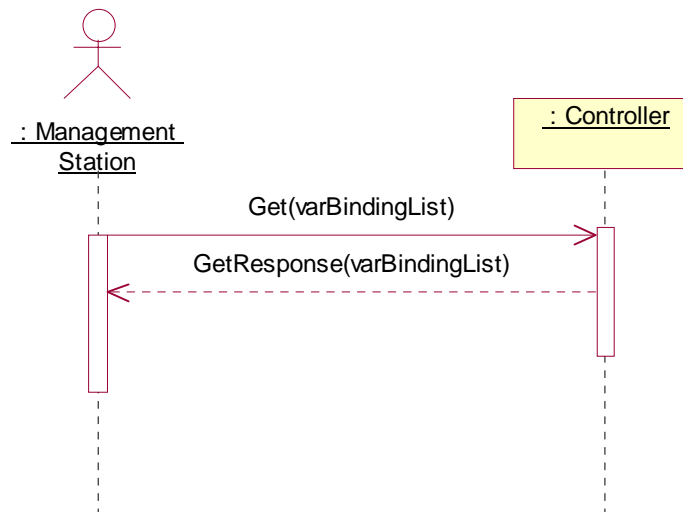 : Management
Station
: Controller
Get(varBindingList)
GetResponse(varBindingList)